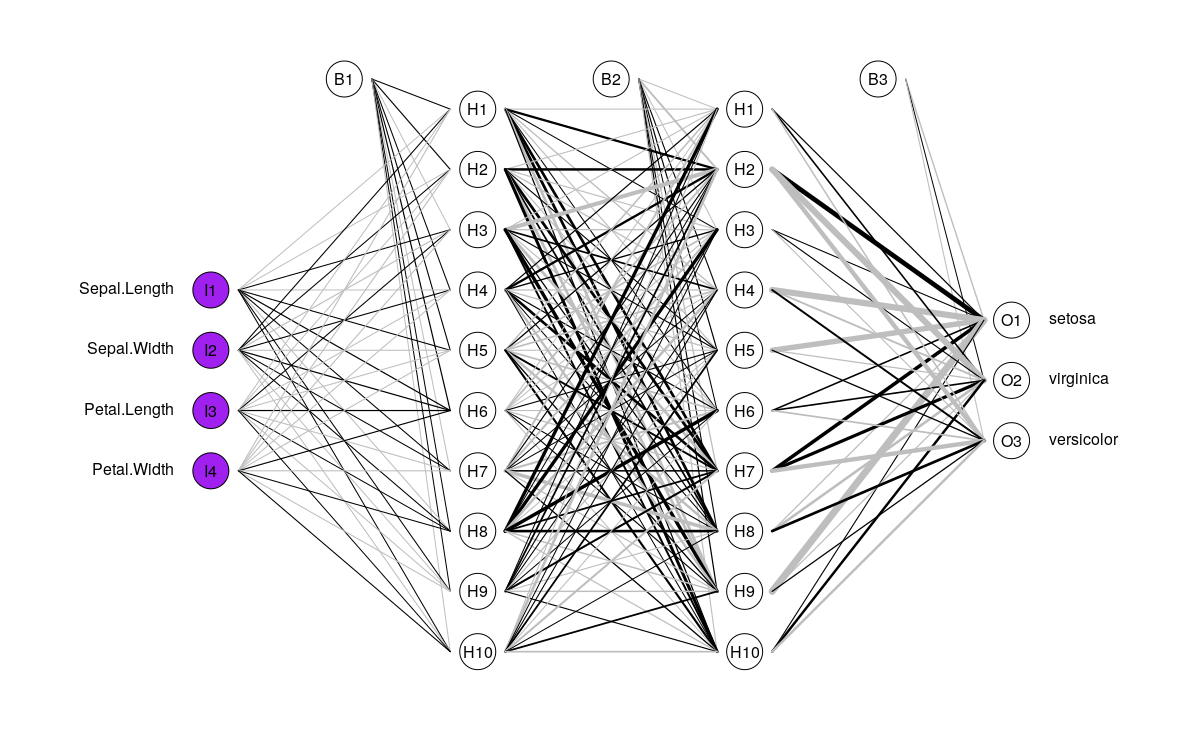 B1 B2 B3
H1 H1
H2 H2
H3 H3
Sepal.Length I1 H4 H4
O1 setosa
Sepal.Width I2 H5 H5
O2 virginica
Petal.Length I3 H6 H6
O3 versicolor
Petal.Width I4 H7 H7
H8 H8
H9 H9
H10 H10